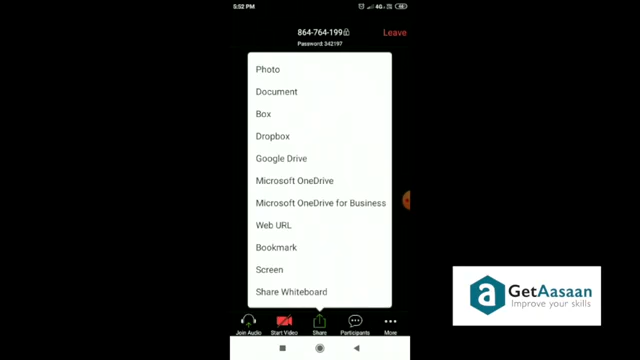 5:52 PM
4G
864-764-199
Leave
Password: 342197
Photo
Document
Box
Dropbox
Google Drive
Microsoft OneDrive
Microsoft OneDrive for Business
Web URL
Bookmark
Screen
Share Whiteboard
Join Audio
Start Video
Share
Participants
More
a GetAasaan
Improve your skills